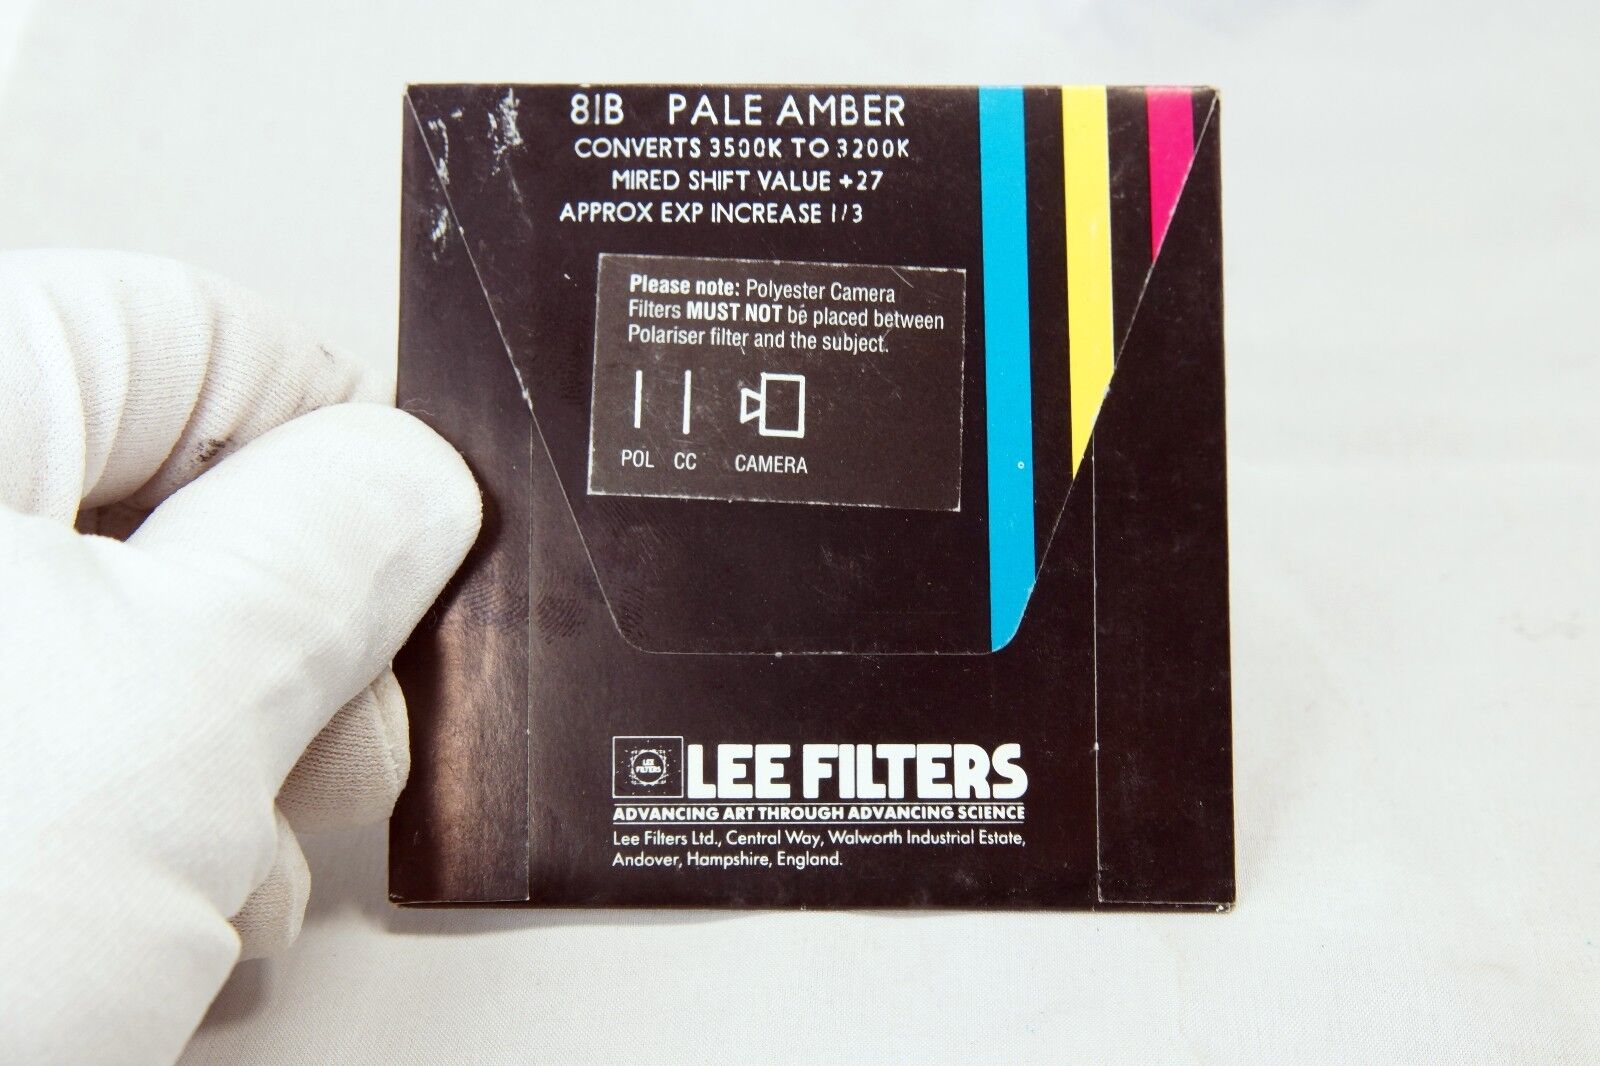 81B PALE AMBER
CONVERTS 3500K TO 3200K
MIRED SHIFT VALUE +27
APPROX EXP INCREASE 1/3
Please note: Polyester Camera
Filters MUST NOT be placed between
Polariser filter and the subject.
POL CC CAMERA
LEE
FILTERS
LEE FILTERS
ADVANCING ART THROUGH ADVANCING SCIENCE
Lee Filters Ltd., Central Way, Walworth Industrial Estate,
Andover, Hampshire, England.